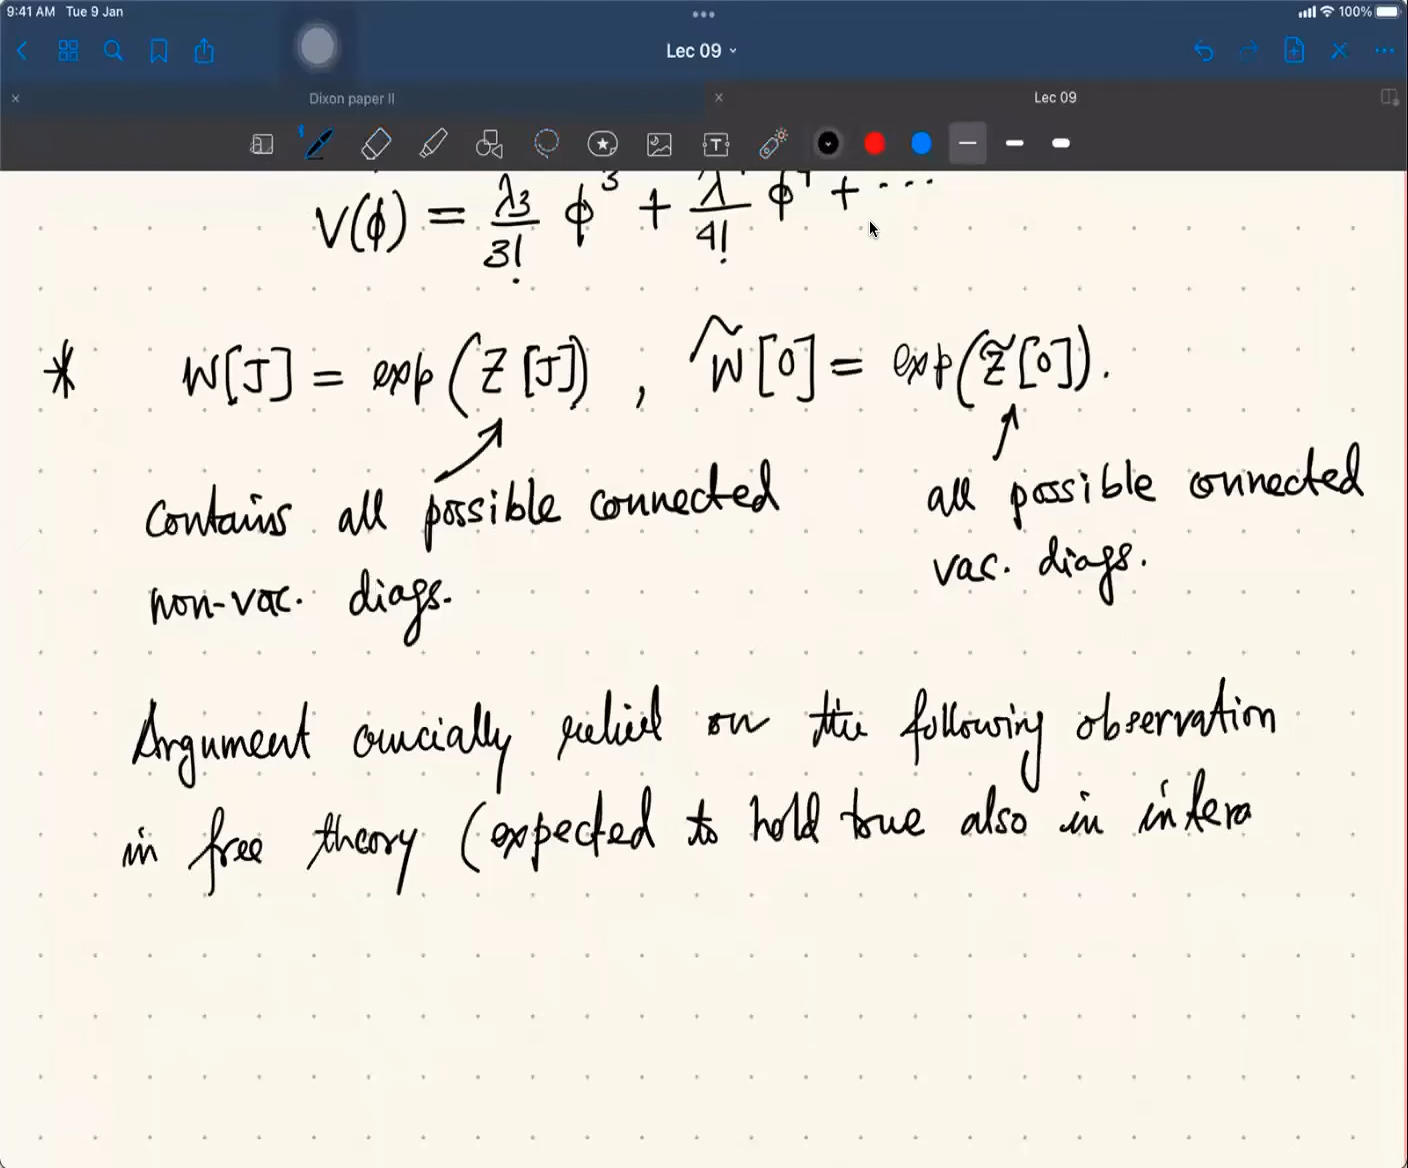 9:41 AM Tue 9 Jan
100%
Lec 09
Dixon paper II
Lec 09
V(ϕ) = λ3/3! ϕ^3 + λ/4! ϕ^4 + ...
* W[J] = exp(Z[J]) , W̃[0] = exp(Z̃[0]).
Contains all possible connected
non-vac. diags.
all possible connected
vac. diags.
Argument crucially relied on the following observation
in free theory (expected to hold true also in intera